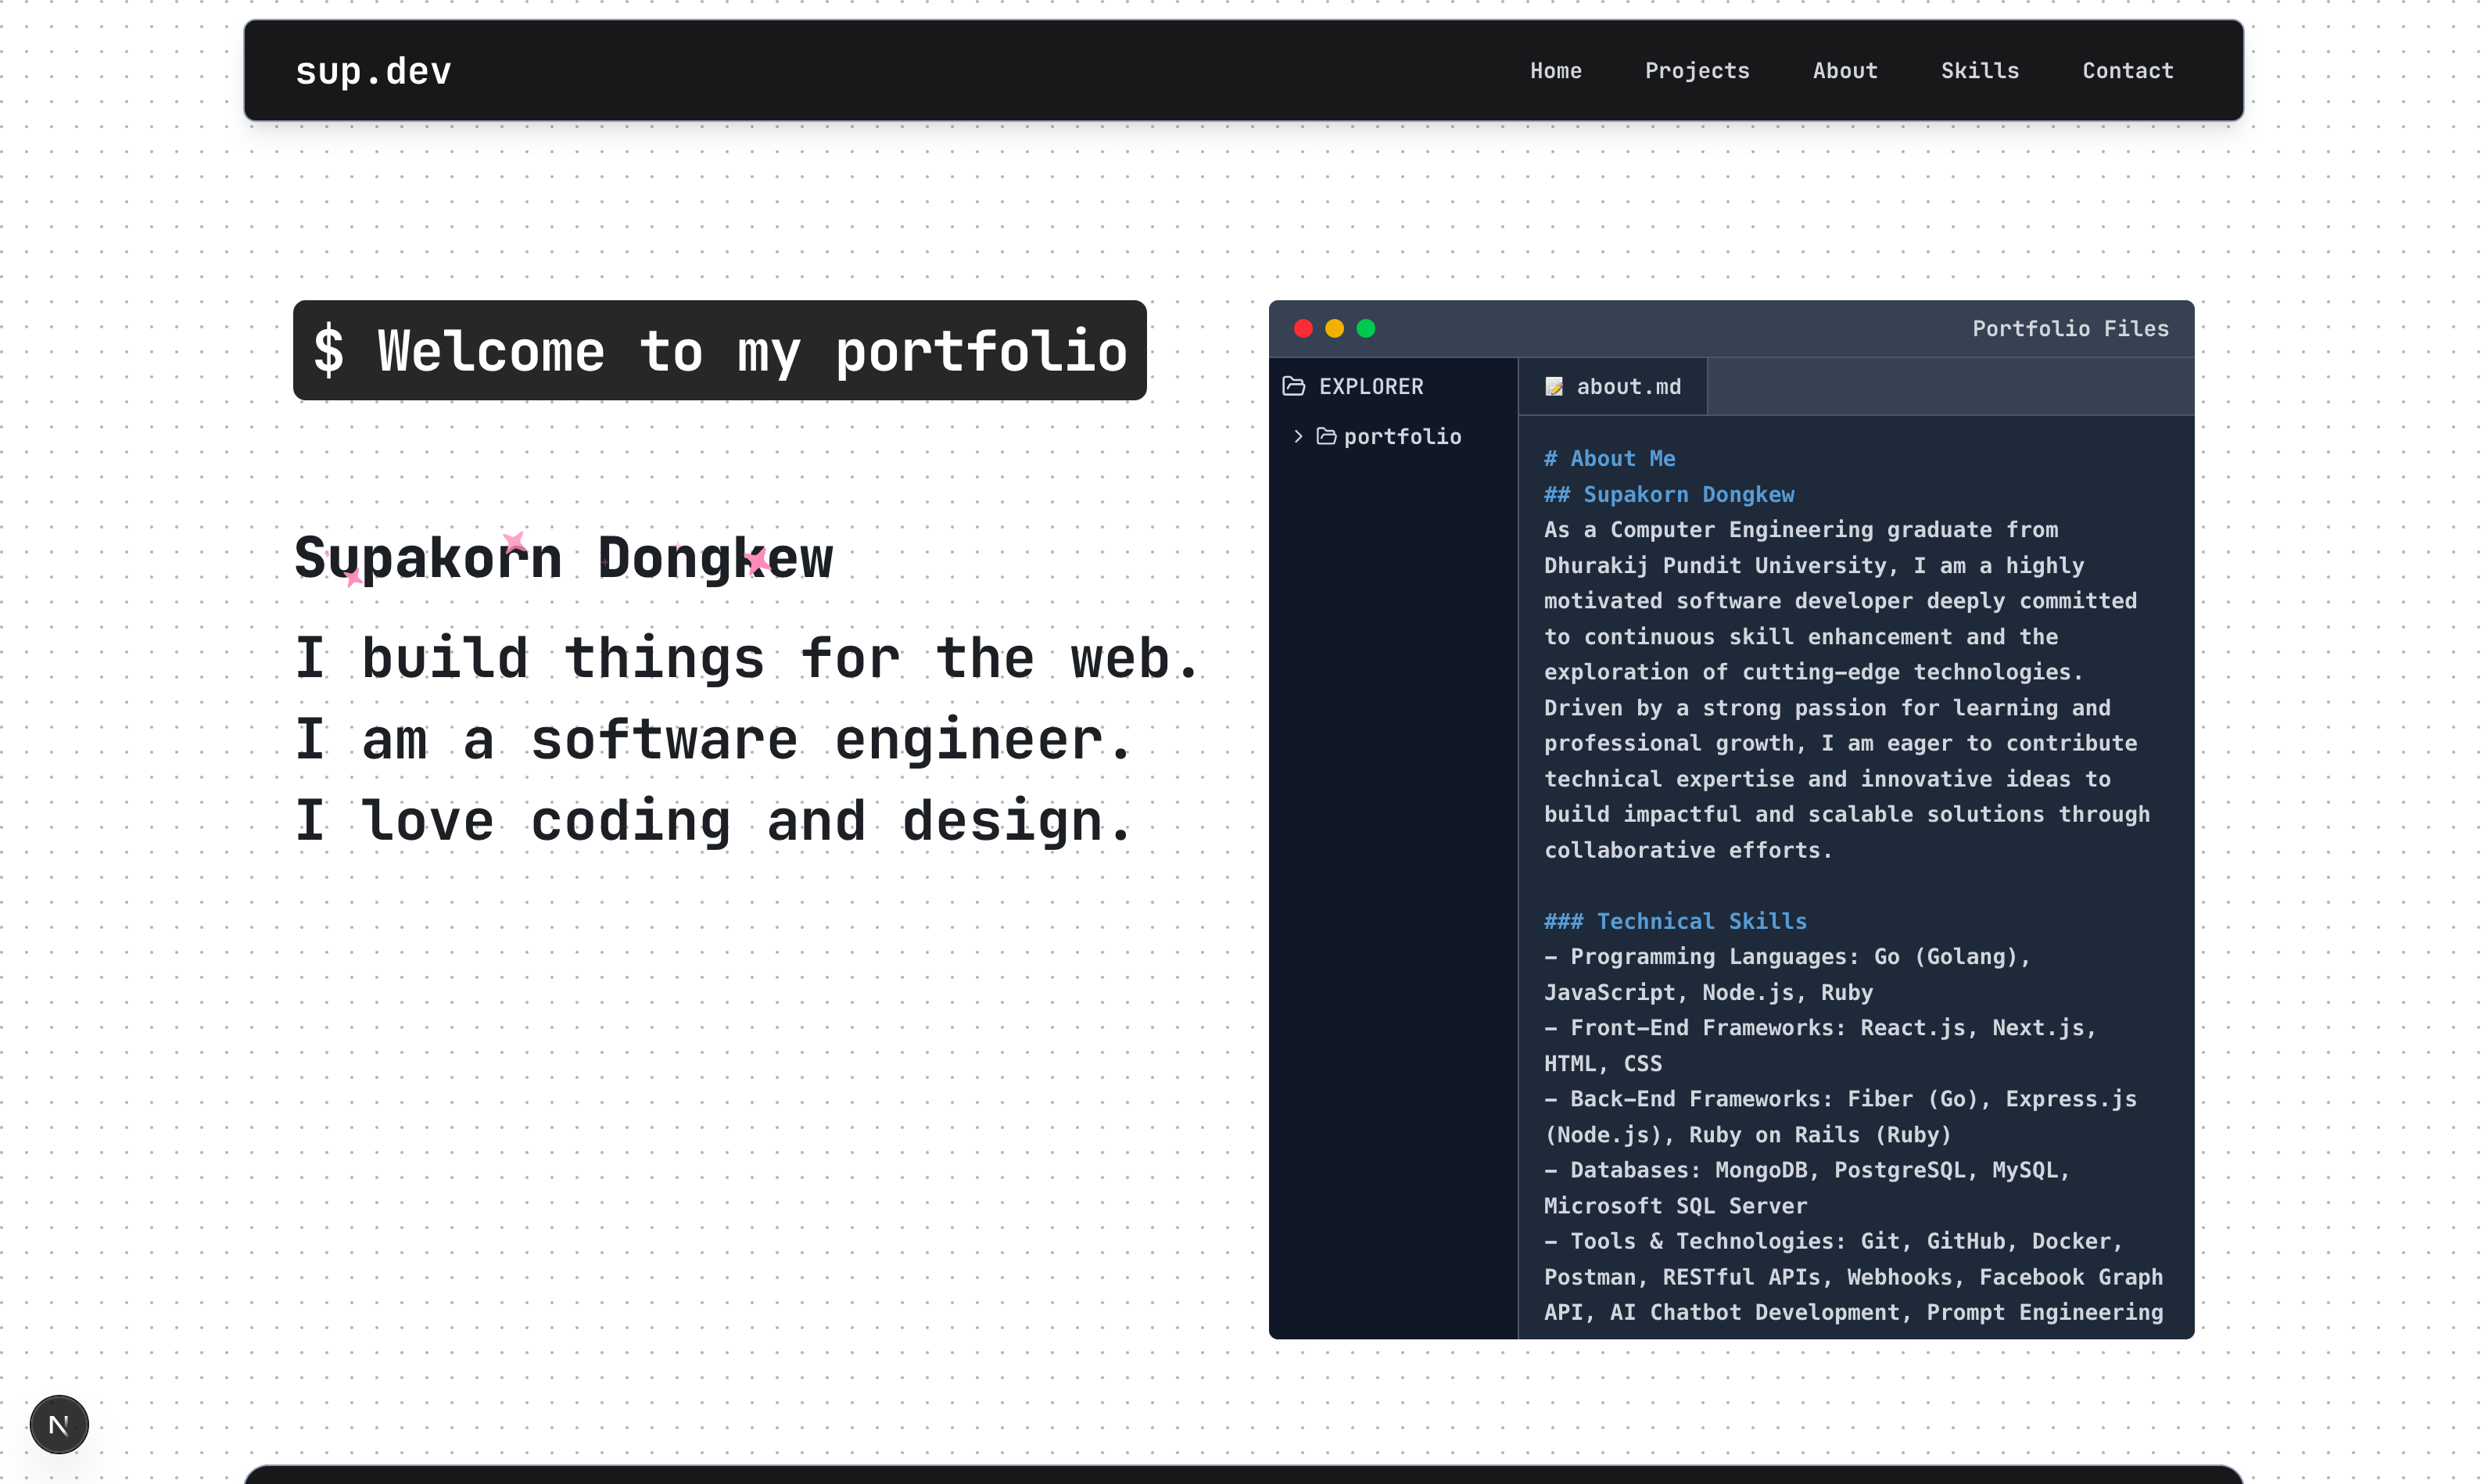 sup.dev
Home Projects About Skills Contact
$ Welcome to my portfolio
Supakorn Dongkew
I build things for the web.
I am a software engineer.
I love coding and design.
Portfolio Files
EXPLORER
portfolio
about.md
# About Me
## Supakorn Dongkew
As a Computer Engineering graduate from
Dhurakij Pundit University, I am a highly
motivated software developer deeply committed
to continuous skill enhancement and the
exploration of cutting-edge technologies.
Driven by a strong passion for learning and
professional growth, I am eager to contribute
technical expertise and innovative ideas to
build impactful and scalable solutions through
collaborative efforts.
### Technical Skills
- Programming Languages: Go (Golang),
JavaScript, Node.js, Ruby
- Front-End Frameworks: React.js, Next.js,
HTML, CSS
- Back-End Frameworks: Fiber (Go), Express.js
(Node.js), Ruby on Rails (Ruby)
- Databases: MongoDB, PostgreSQL, MySQL,
Microsoft SQL Server
- Tools & Technologies: Git, GitHub, Docker,
Postman, RESTful APIs, Webhooks, Facebook Graph
API, AI Chatbot Development, Prompt Engineering
N